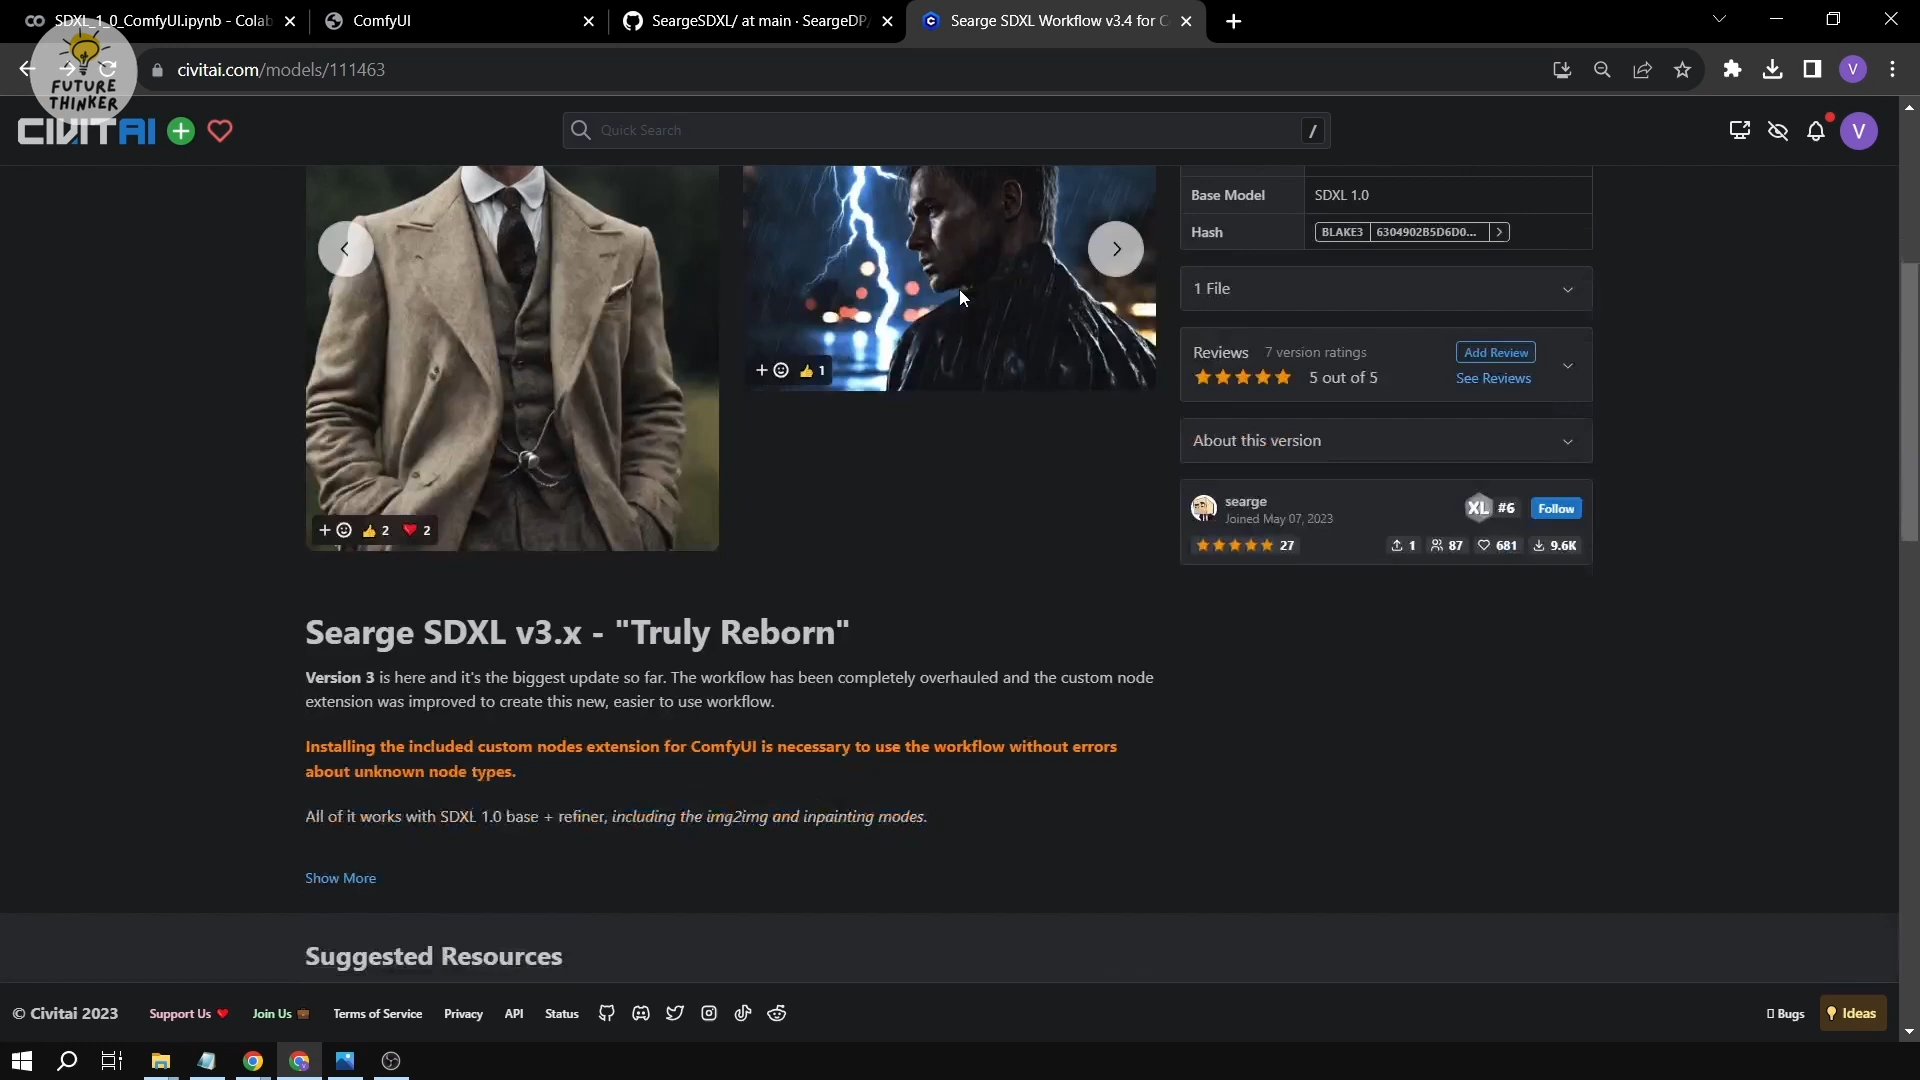 SDXL_1_0_ComfyUI.ipynb - Colab
ComfyUI
SeargeSDXL/ at main · SeargeDP/
Searge SDXL Workflow v3.4 for C
FUTURE
THINKER
civitai.com/models/111463
V
CIVITAI
Quick Search
/
V
Base Model
SDXL 1.0
Hash
BLAKE3
6304902B5D6D0...
1 File
Reviews
7 version ratings
Add Review
5 out of 5
See Reviews
1
About this version
searge
Joined May 07, 2023
XL #6
Follow
27
1
87
681
9.6K
2
2
Searge SDXL v3.x - "Truly Reborn"
Version 3 is here and it's the biggest update so far. The workflow has been completely overhauled and the custom node
extension was improved to create this new, easier to use workflow.
Installing the included custom nodes extension for ComfyUI is necessary to use the workflow without errors
about unknown node types.
All of it works with SDXL 1.0 base + refiner, including the img2img and inpainting modes.
Show More
Suggested Resources
© Civitai 2023
Support Us
Join Us
Terms of Service
Privacy
API
Status
Bugs
Ideas